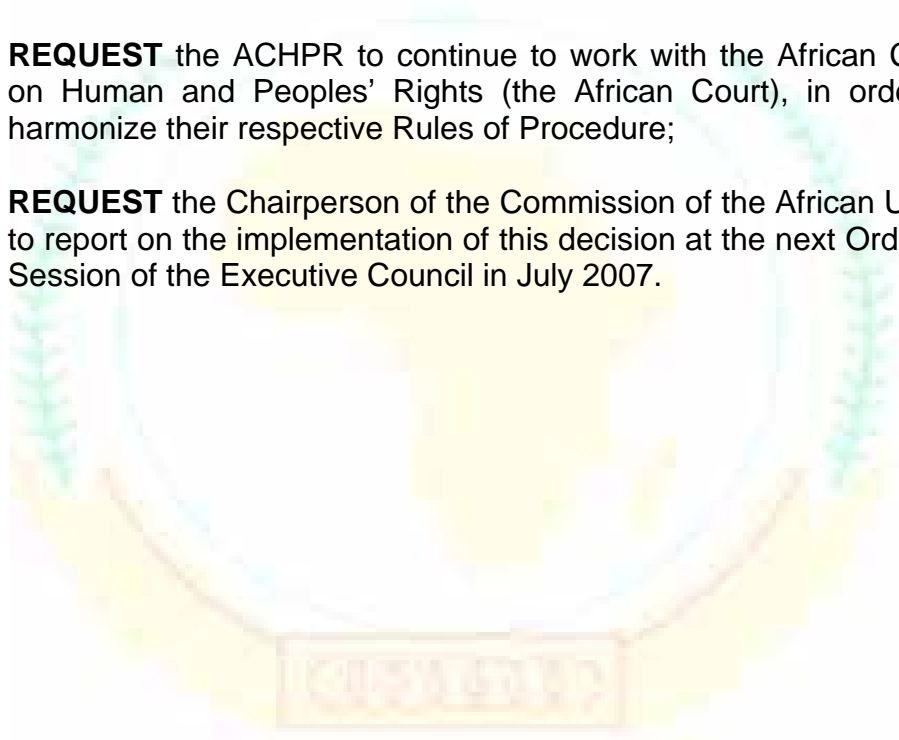 REQUEST the ACHPR to continue to work with the African
on Human and Peoples’ Rights (the African Court), in
harmonize their respective Rules of Procedure;
REQUEST the Chairperson of the Commission of the African
to report on the implementation of this decision at the next
Session of the Executive Council in July 2007.